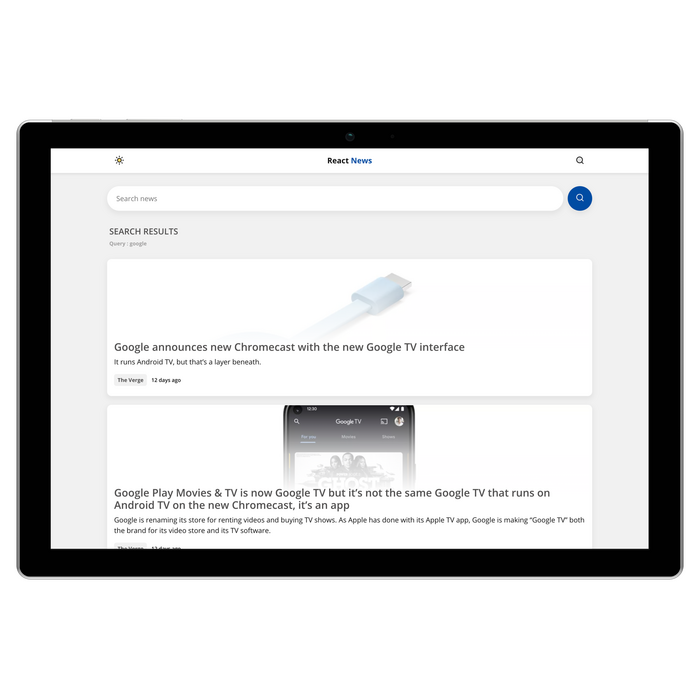 React News
Search news
SEARCH RESULTS
Query : google
Google announces new Chromecast with the new Google TV interface
It runs Android TV, but that's a layer beneath.
The Verge 12 days ago
12:30
Google TV
For you Movies Shows
GHOST
Google Play Movies & TV is now Google TV but it's not the same Google TV that runs on
Android TV on the new Chromecast, it's an app
Google is renaming its store for renting videos and buying TV shows. As Apple has done with its Apple TV app, Google is making “Google TV” both
the brand for its video store and its TV software.
The Verge 12 days ago